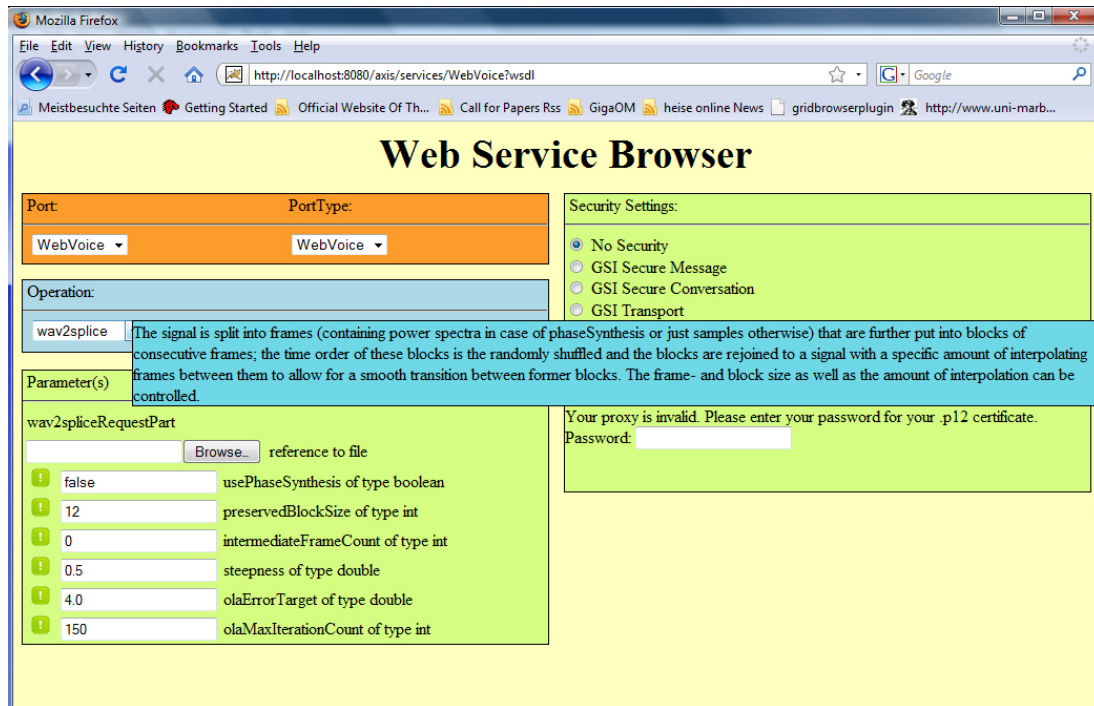 Mozilla Firefox
File Edit View History Bookmarks Tools Help
http://localhost:8080/axis/services/WebVoice?wsdl
G Google
Meistbesuchte Seiten Getting Started Official Website Of Th... Call for Papers Rss GigaOM heise online News gridbrowserplugin http://www.uni-marb...
Web Service Browser
Port: PortType:
WebVoice WebVoice
Operation:
wav2splice
Security Settings:
No Security
GSI Secure Message
GSI Secure Conversation
GSI Transport
The signal is split into frames (containing power spectra in case of phaseSynthesis or just samples otherwise) that are further put into blocks of
consecutive frames; the time order of these blocks is the randomly shuffled and the blocks are rejoined to a signal with a specific amount of interpolating
frames between them to allow for a smooth transition between former blocks. The frame- and block size as well as the amount of interpolation can be
controlled.
Parameter(s)
wav2spliceRequestPart
Browse... reference to file
! false usePhaseSynthesis of type boolean
! 12 preservedBlockSize of type int
! 0 intermediateFrameCount of type int
! 0.5 steepness of type double
! 4.0 olaErrorTarget of type double
! 150 olaMaxIterationCount of type int
Your proxy is invalid. Please enter your password for your .p12 certificate.
Password: